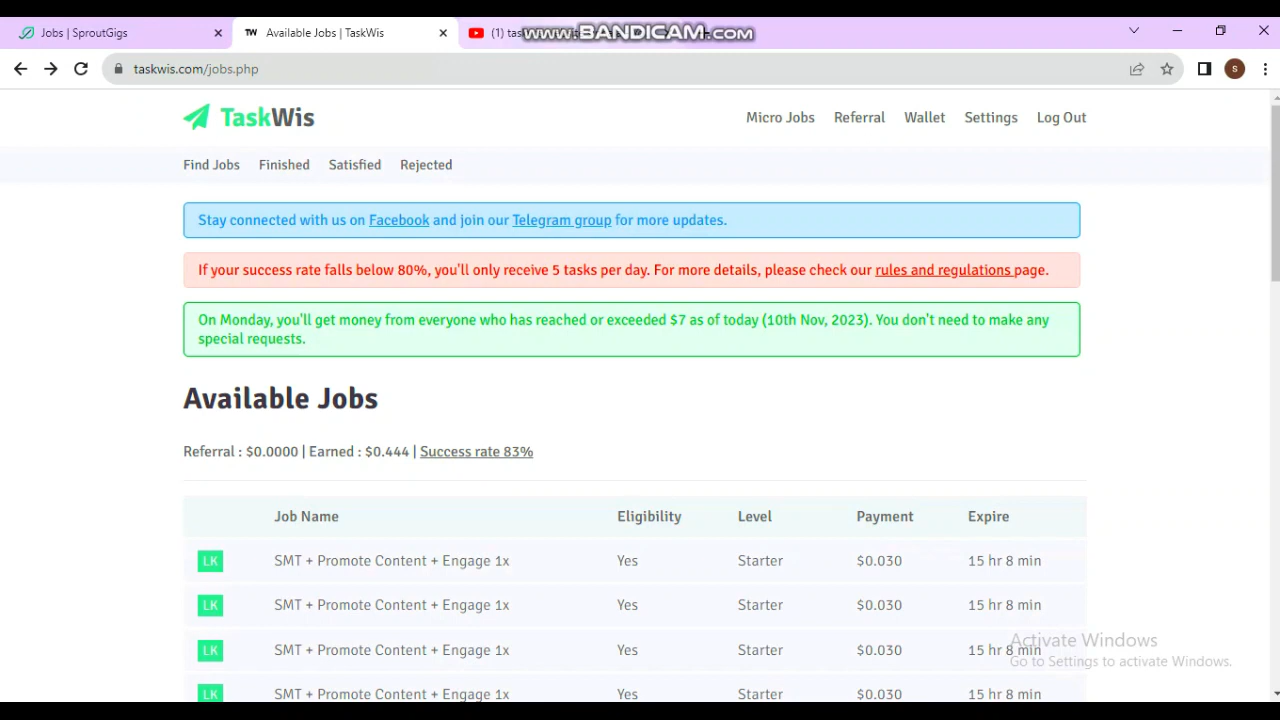 Jobs | SproutGigs
Available Jobs | TaskWis
(1) tas
www.BANDICAM.com
taskwis.com/jobs.php
S
TaskWis
Micro Jobs Referral Wallet Settings Log Out
Find Jobs Finished Satisfied Rejected
Stay connected with us on Facebook and join our Telegram group for more updates.
If your success rate falls below 80%, you'll only receive 5 tasks per day. For more details, please check our rules and regulations page.
On Monday, you'll get money from everyone who has reached or exceeded $7 as of today (10th Nov, 2023). You don't need to make any
special requests.
Available Jobs
Referral : $0.0000 | Earned : $0.444 | Success rate 83%
Job Name Eligibility Level Payment Expire
LK SMT + Promote Content + Engage 1x Yes Starter $0.030 15 hr 8 min
LK SMT + Promote Content + Engage 1x Yes Starter $0.030 15 hr 8 min
LK SMT + Promote Content + Engage 1x Yes Starter $0.030 15 hr 8 min
LK SMT + Promote Content + Engage 1x Yes Starter $0.030 15 hr 8 min
Activate Windows
Go to Settings to activate Windows.